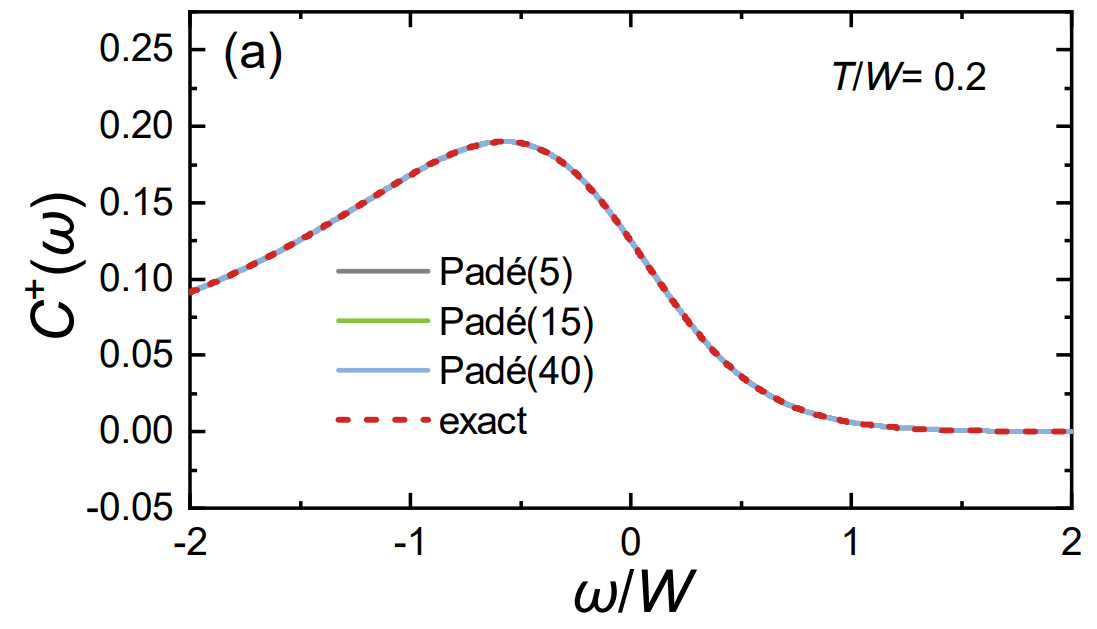 (a)
T/W= 0.2
C⁺(ω)
0.25
0.20
0.15
0.10
0.05
0.00
-0.05
Padé(5)
Padé(15)
Padé(40)
exact
-2 -1 0 1 2
ω/W